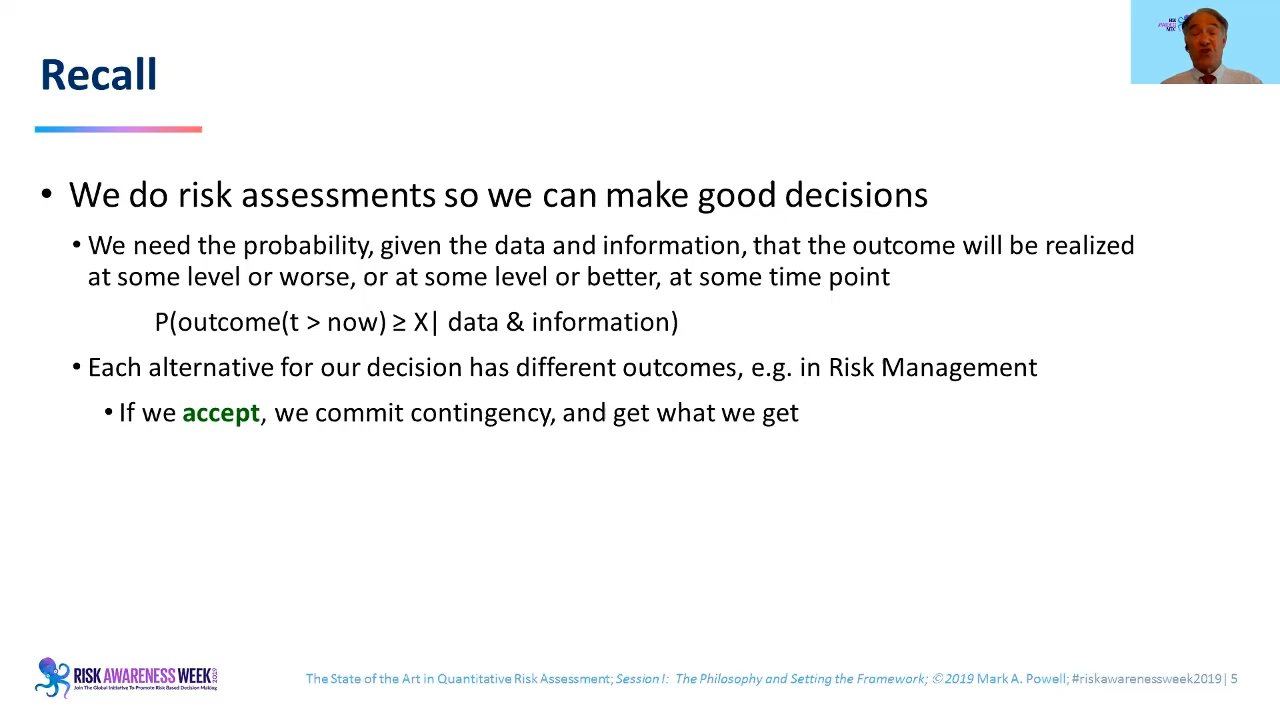 Recall
• We do risk assessments so we can make good decisions
• We need the probability, given the data and information, that the outcome will be realized
at some level or worse, or at some level or better, at some time point
P(outcome(t > now) ≥ X| data & information)
• Each alternative for our decision has different outcomes, e.g. in Risk Management
• If we accept, we commit contingency, and get what we get
RISK AWARENESS WEEK 2019
Join The Global Initiative To Promote Risk Based Decision Making
The State of the Art in Quantitative Risk Assessment; Session I: The Philosophy and Setting the Framework; © 2019 Mark A. Powell; #riskawarenessweek2019| 5